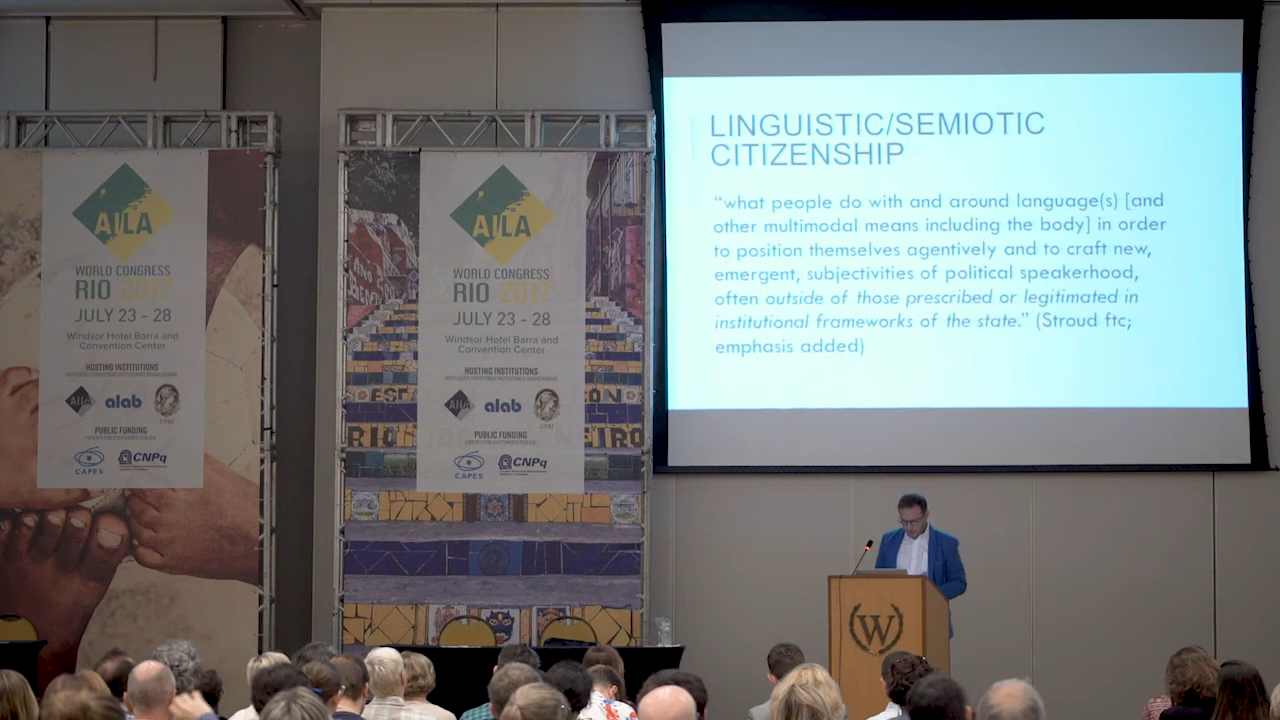 AILA
WORLD CONGRESS
RIO 2017
JULY 23 - 28
Windsor Hotel Barra and
Convention Center
HOSTING INSTITUTIONS
AILA
alab
UFRJ
PUBLIC FUNDING
CAPES
CNPq
AILA
WORLD CONGRESS
RIO 2017
JULY 23 - 28
Windsor Hotel Barra and
Convention Center
HOSTING INSTITUTIONS
AILA
alab
UFRJ
PUBLIC FUNDING
CAPES
CNPq
RIO
NEIRO
LINGUISTIC/SEMIOTIC
CITIZENSHIP
“what people do with and around language(s) [and
other multimodal means including the body] in order
to position themselves agentively and to craft new,
emergent, subjectivities of political speakerhood,
often outside of those prescribed or legitimated in
institutional frameworks of the state.” (Stroud ftc;
emphasis added)
W